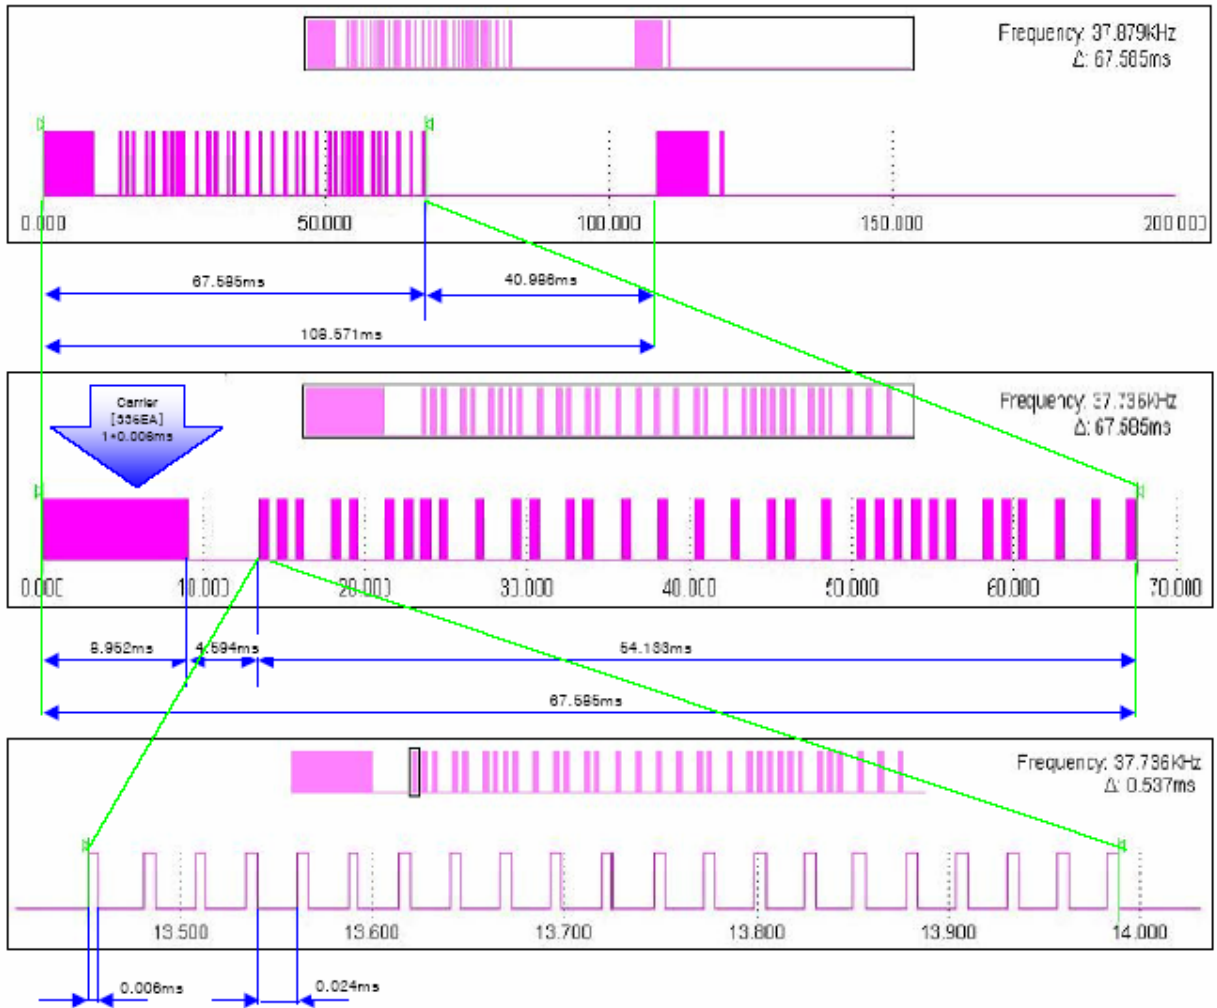 Frequency: 37.879KHz
Δ: 67.585ms
0.000 50.000 100.000 150.000 200.000
67.585ms 40.986ms
108.571ms
Carrier
[336EA]
1*0.006ms
Frequency: 37.736KHz
Δ: 67.585ms
0.000 10.000 20.000 30.000 40.000 50.000 60.000 70.000
8.952ms 4.594ms 54.133ms
67.585ms
Frequency: 37.736KHz
Δ: 0.537ms
13.500 13.600 13.700 13.800 13.900 14.000
0.006ms 0.024ms